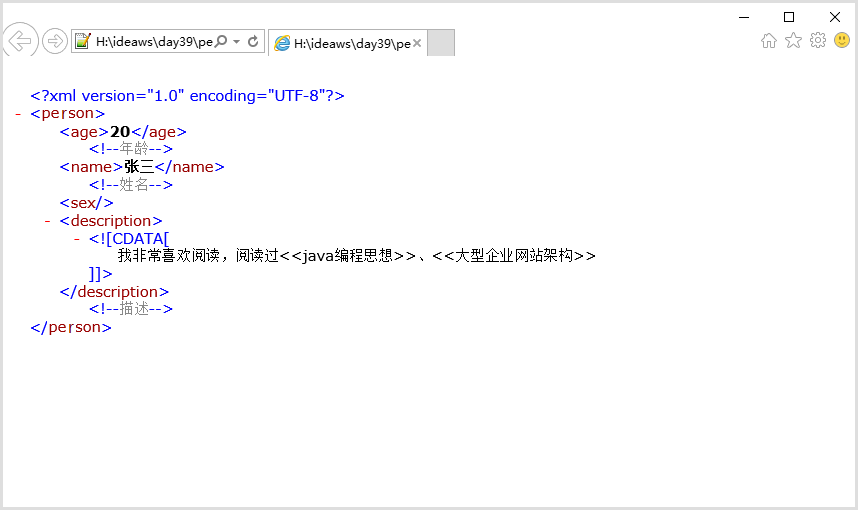 H:\ideaws\day39\pe
H:\ideaws\day39\pe
<?xml version="1.0" encoding="UTF-8"?>
- <person>
<age>20</age>
<!--年龄-->
<name>张三</name>
<!--姓名-->
<sex/>
- <description>
- <![CDATA[
我非常喜欢阅读，阅读过<<java编程思想>>、<<大型企业网站架构>>
]]>
</description>
<!--描述-->
</person>